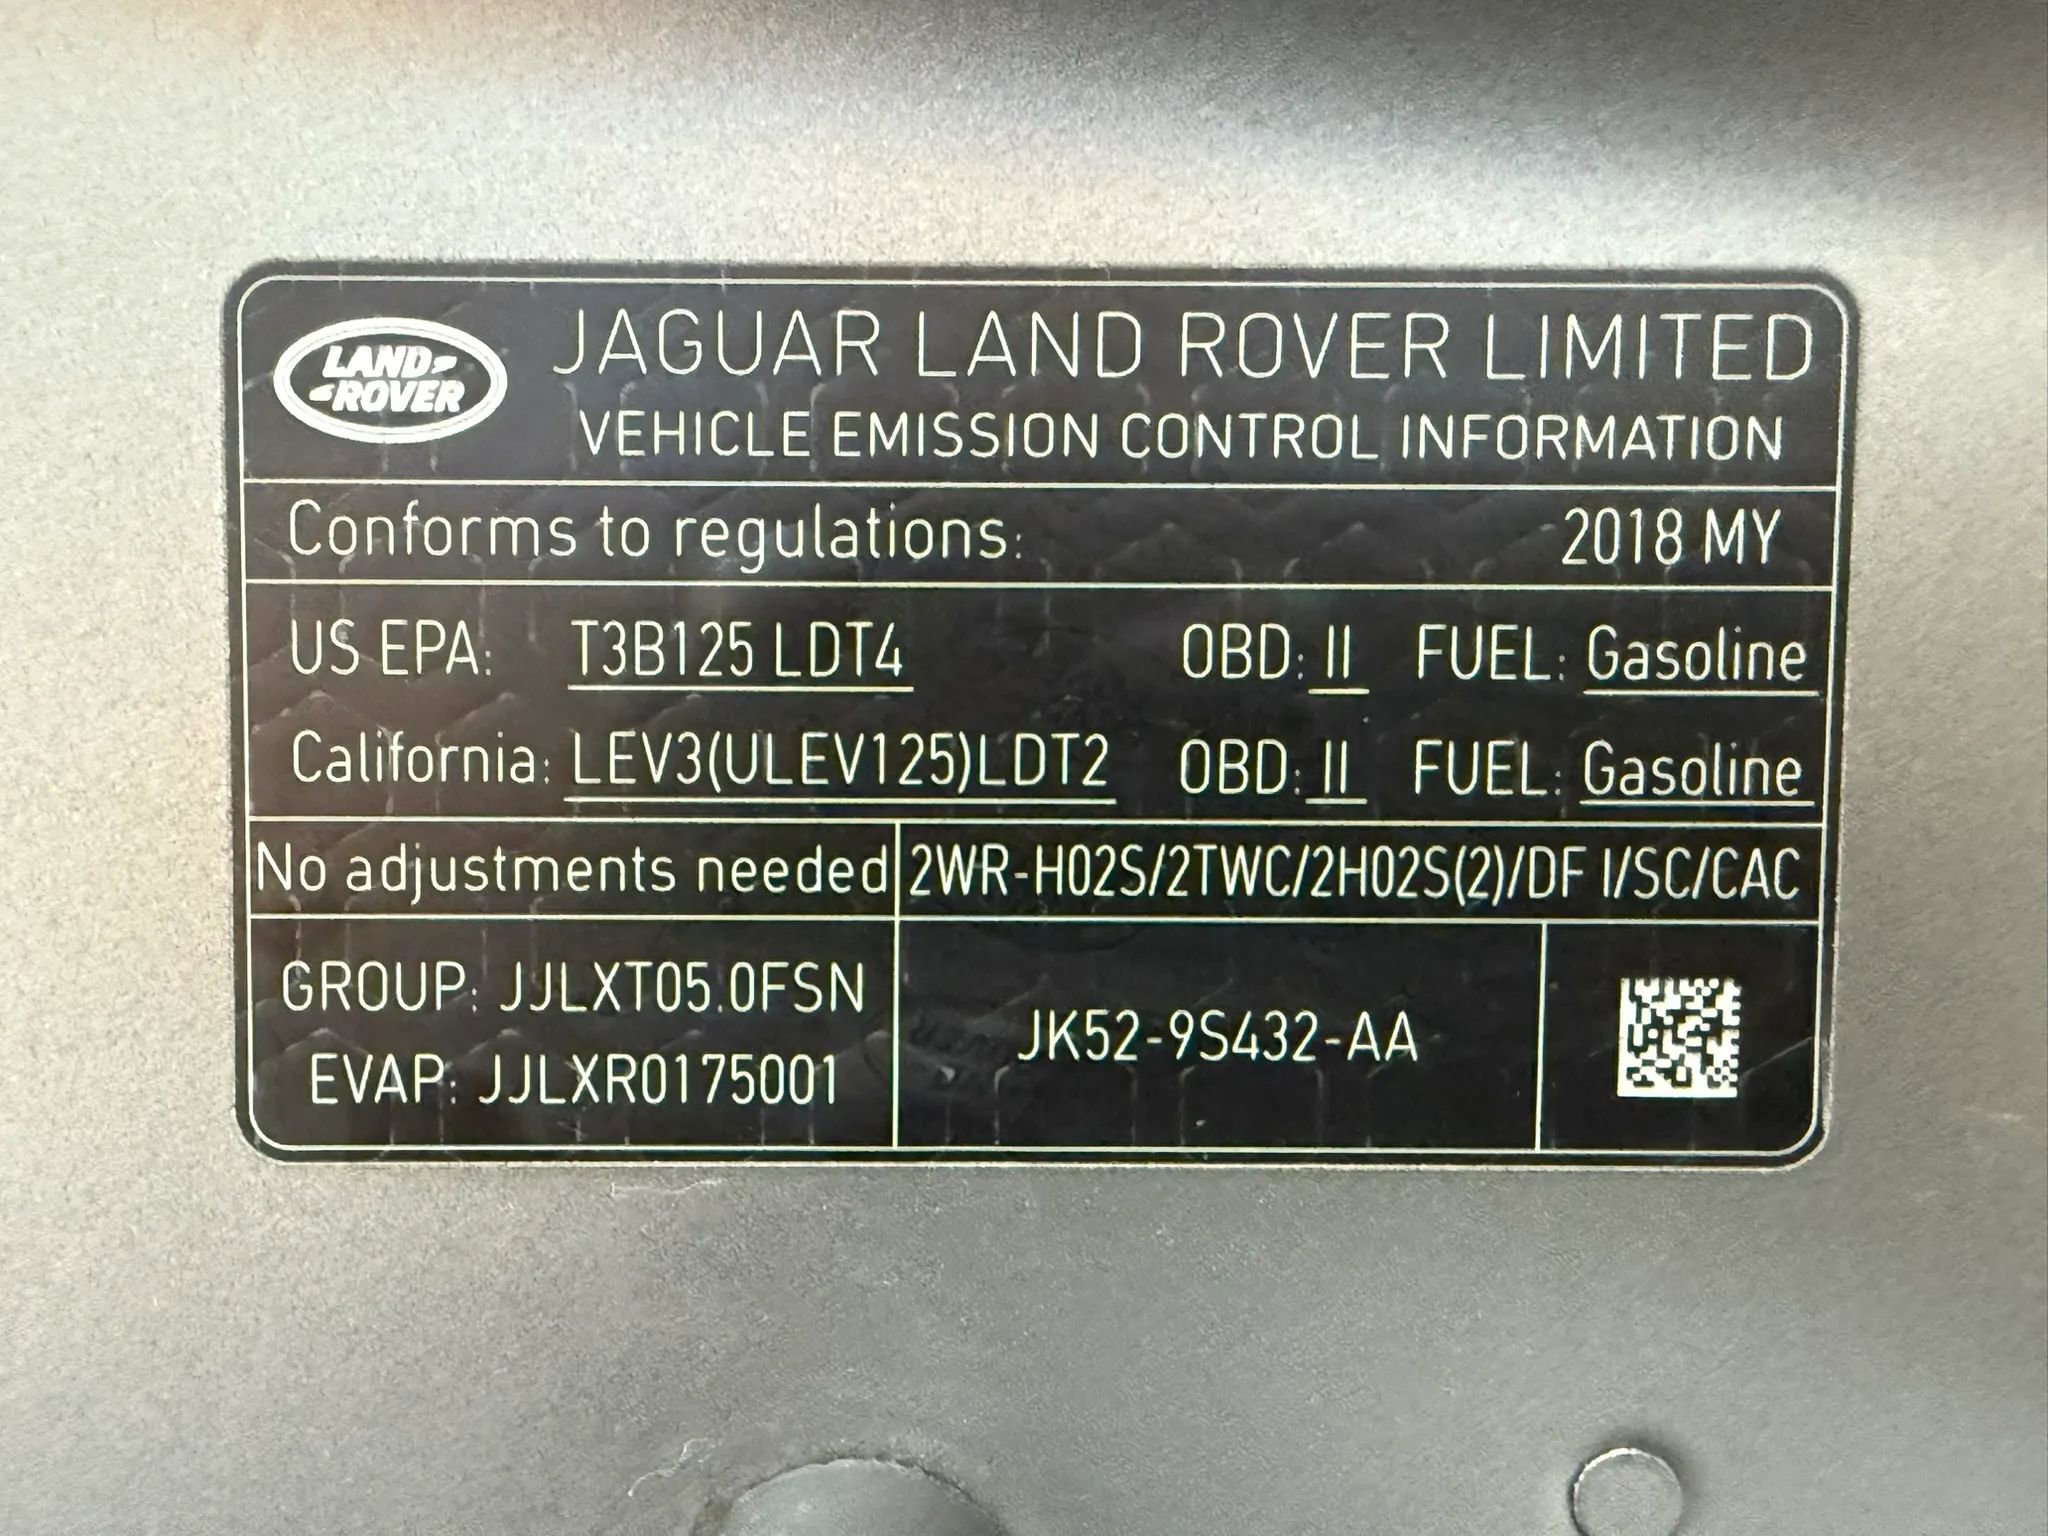 LAND
ROVER
JAGUAR LAND ROVER LIMITED
VEHICLE EMISSION CONTROL INFORMATION
Conforms to regulations: 2018 MY
US EPA: T3B125 LDT4 OBD: II FUEL: Gasoline
California: LEV3(ULEV125)LDT2 OBD: II FUEL: Gasoline
No adjustments needed 2WR-H02S/2TWC/2H02S(2)/DF I/SC/CAC
GROUP: JJLXT05.0FSN
EVAP: JJLXR0175001
JK52-9S432-AA